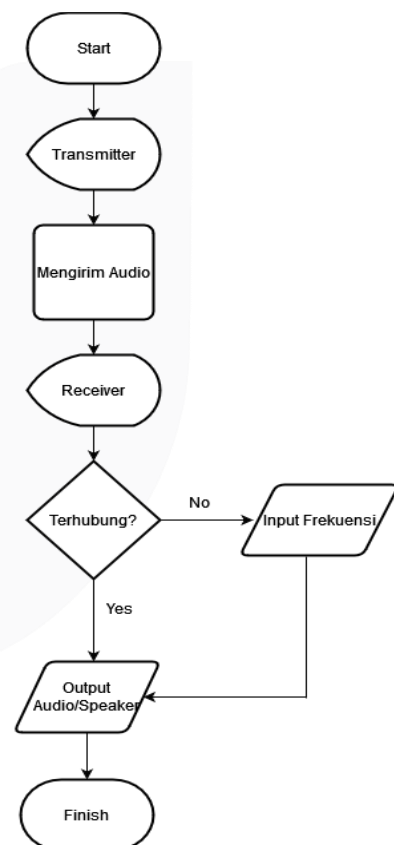 Start
Transmitter
Mengirim Audio
Receiver
Terhubung?
No
Input Frekuensi
Yes
Output
Audio/Speaker
Finish